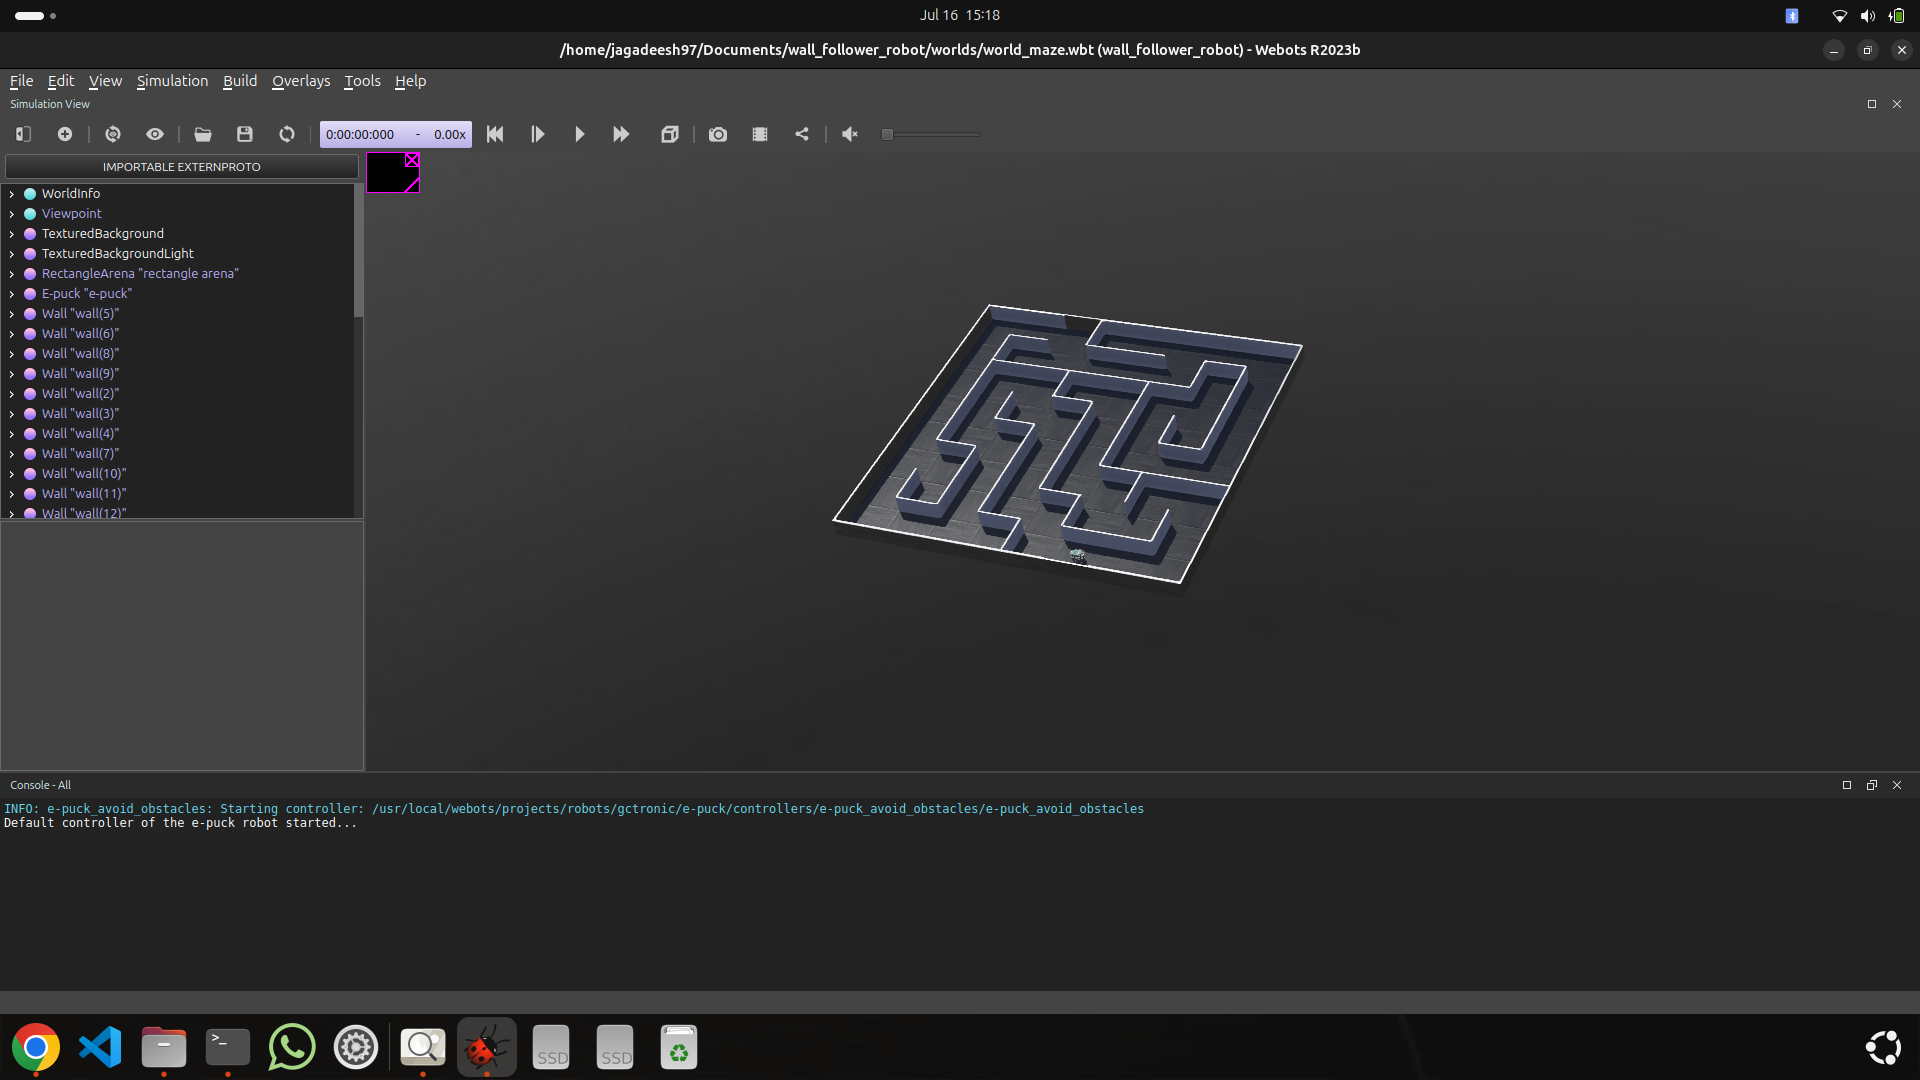 Jul 16 15:18
/home/jagadeesh97/Documents/wall_follower_robot/worlds/world_maze.wbt (wall_follower_robot) - Webots R2023b
File Edit View Simulation Build Overlays Tools Help
Simulation View
0:00:00:000 - 0.00x
IMPORTABLE EXTERNPROTO
WorldInfo
Viewpoint
TexturedBackground
TexturedBackgroundLight
RectangleArena "rectangle arena"
E-puck "e-puck"
Wall "wall(5)"
Wall "wall(6)"
Wall "wall(8)"
Wall "wall(9)"
Wall "wall(2)"
Wall "wall(3)"
Wall "wall(4)"
Wall "wall(7)"
Wall "wall(10)"
Wall "wall(11)"
Wall "wall(12)"
Console - All
INFO: e-puck_avoid_obstacles: Starting controller: /usr/local/webots/projects/robots/gctronic/e-puck/controllers/e-puck_avoid_obstacles/e-puck_avoid_obstacles
Default controller of the e-puck robot started...
>_
SSD
SSD